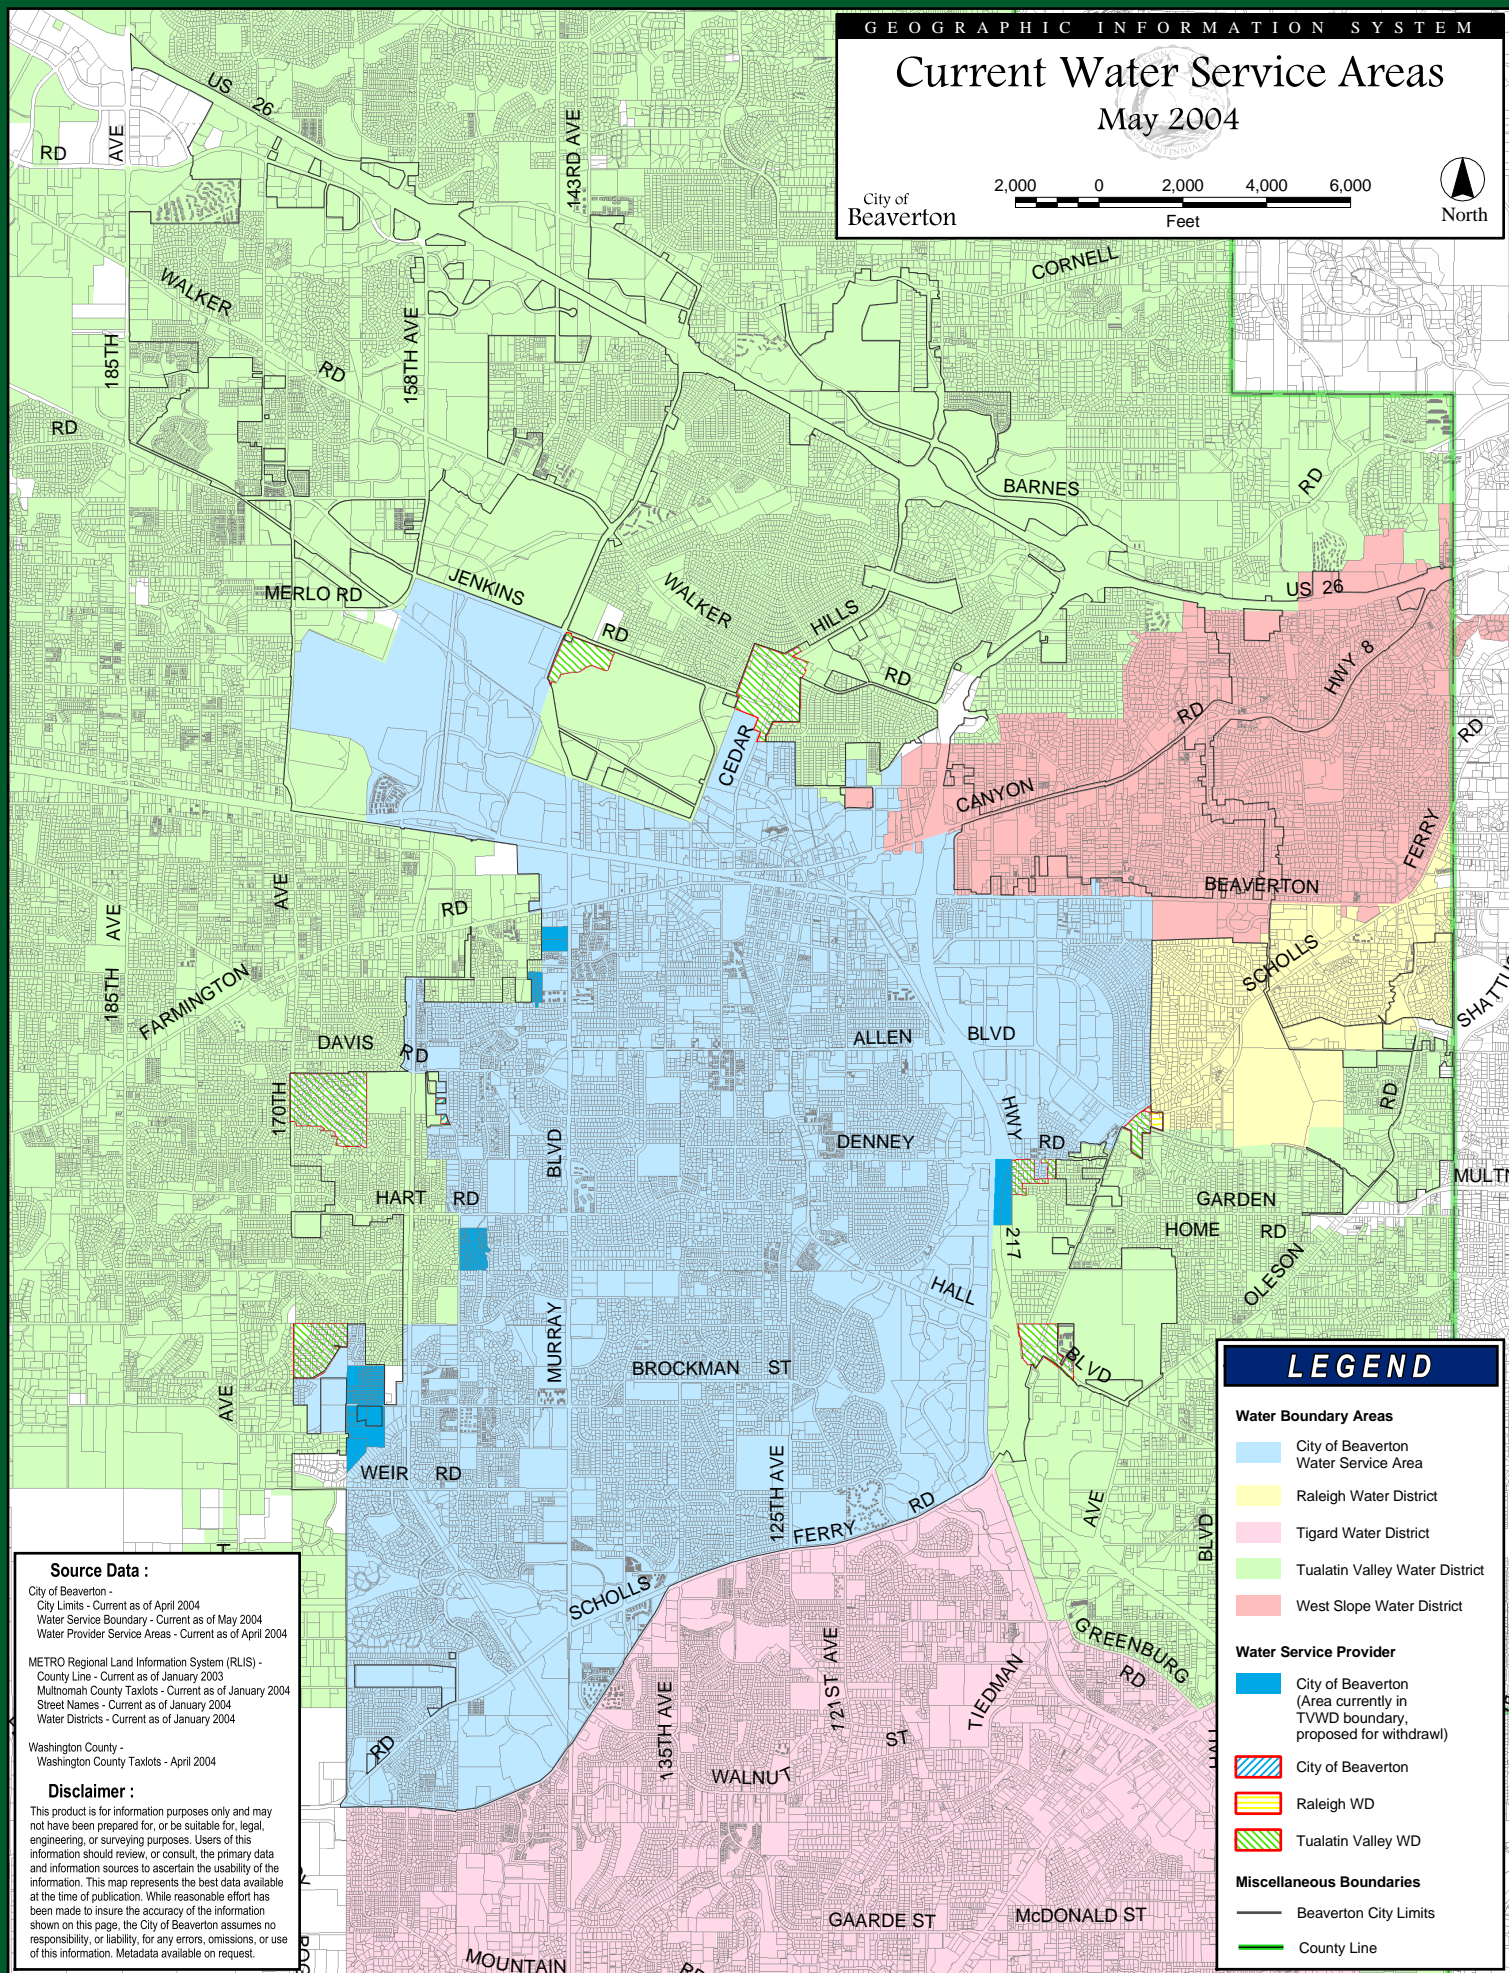 GEOGRAPHIC INFORMATION SYSTEM
Current Water Service Areas
May 2004
City of
Beaverton
2,000 0 2,000 4,000 6,000
Feet
North
US 26
RD
AVE
143RD AVE
CORNELL
WALKER
RD
185TH
158TH AVE
RD
BARNES
RD
MERLO RD
JENKINS
RD
WALKER
HILLS
RD
US 26
HWY 8
RD
CEDAR
CANYON
RD
FERRY
BEAVERTON
AVE
AVE
RD
185TH
FARMINGTON
SCHOLLS
DAVIS
RD
ALLEN
BLVD
170TH
BLVD
DENNEY
HWY
RD
RD
HART
RD
GARDEN
HOME
RD
217
OLESON
HALL
MURRAY
BROCKMAN
ST
BLVD
AVE
WEIR
RD
125TH AVE
FERRY
RD
AVE
BLVD
SCHOLLS
GREENBURG
RD
121ST AVE
TIEDMAN
135TH AVE
ST
RD
WALNUT
GAARDE ST
McDONALD ST
MOUNTAIN
LEGEND
Water Boundary Areas
City of Beaverton
Water Service Area
Raleigh Water District
Tigard Water District
Tualatin Valley Water District
West Slope Water District
Water Service Provider
City of Beaverton
(Area currently in
TVWD boundary,
proposed for withdrawl)
City of Beaverton
Raleigh WD
Tualatin Valley WD
Miscellaneous Boundaries
Beaverton City Limits
County Line
Source Data :
City of Beaverton -
City Limits - Current as of April 2004
Water Service Boundary - Current as of May 2004
Water Provider Service Areas - Current as of April 2004
METRO Regional Land Information System (RLIS) -
County Line - Current as of January 2003
Multnomah County Taxlots - Current as of January 2004
Street Names - Current as of January 2004
Water Districts - Current as of January 2004
Washington County -
Washington County Taxlots - April 2004
Disclaimer :
This product is for information purposes only and may
not have been prepared for, or be suitable for, legal,
engineering, or surveying purposes. Users of this
information should review, or consult, the primary data
and information sources to ascertain the usability of the
information. This map represents the best data available
at the time of publication. While reasonable effort has
been made to insure the accuracy of the information
shown on this page, the City of Beaverton assumes no
responsibility, or liability, for any errors, omissions, or use
of this information. Metadata available on request.